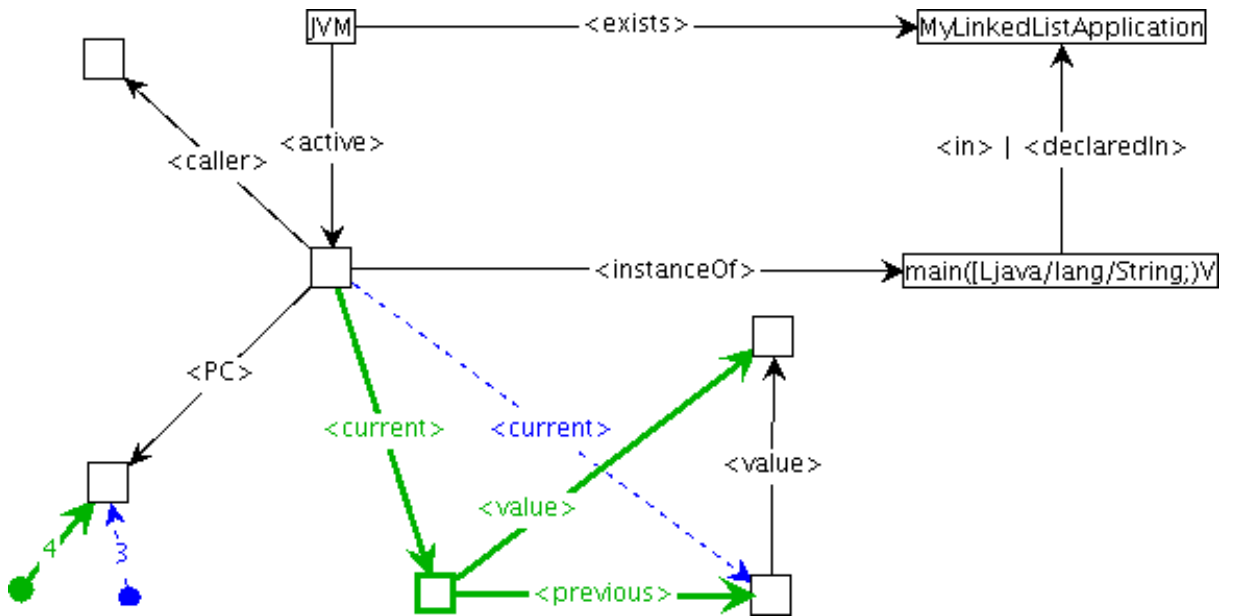 JVM
<exists>
MyLinkedListApplication
<caller>
<active>
<in> | <declaredIn>
<instanceOf>
main([Ljava/lang/String;)V
<PC>
<current>
<current>
<value>
<value>
4
3
<previous>